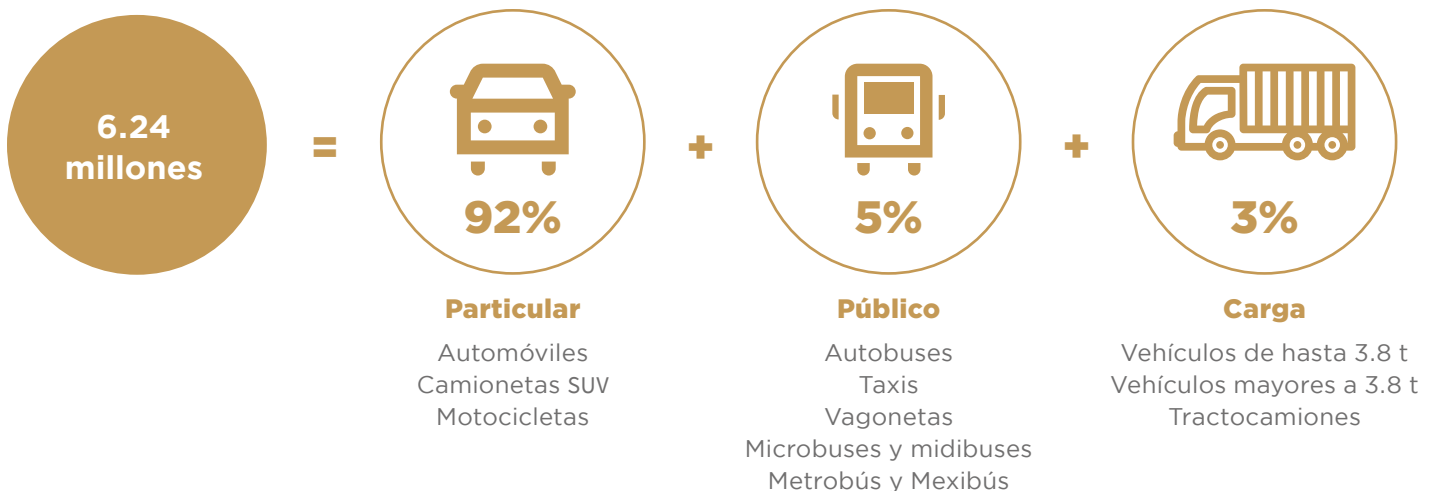 6.24
millones
=
92%
Particular
Automóviles
Camionetas SUV
Motocicletas
+
5%
Público
Autobuses
Taxis
Vagonetas
Microbuses y midibuses
Metrobús y Mexibús
+
3%
Carga
Vehículos de hasta 3.8 t
Vehículos mayores a 3.8 t
Tractocamiones